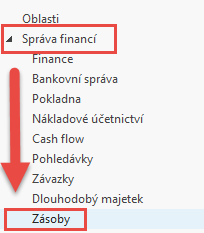 Oblasti
Správa financí
Finance
Bankovní správa
Pokladna
Nákladové účetnictví
Cash flow
Pohledávky
Závazky
Dlouhodobý majetek
Zásoby